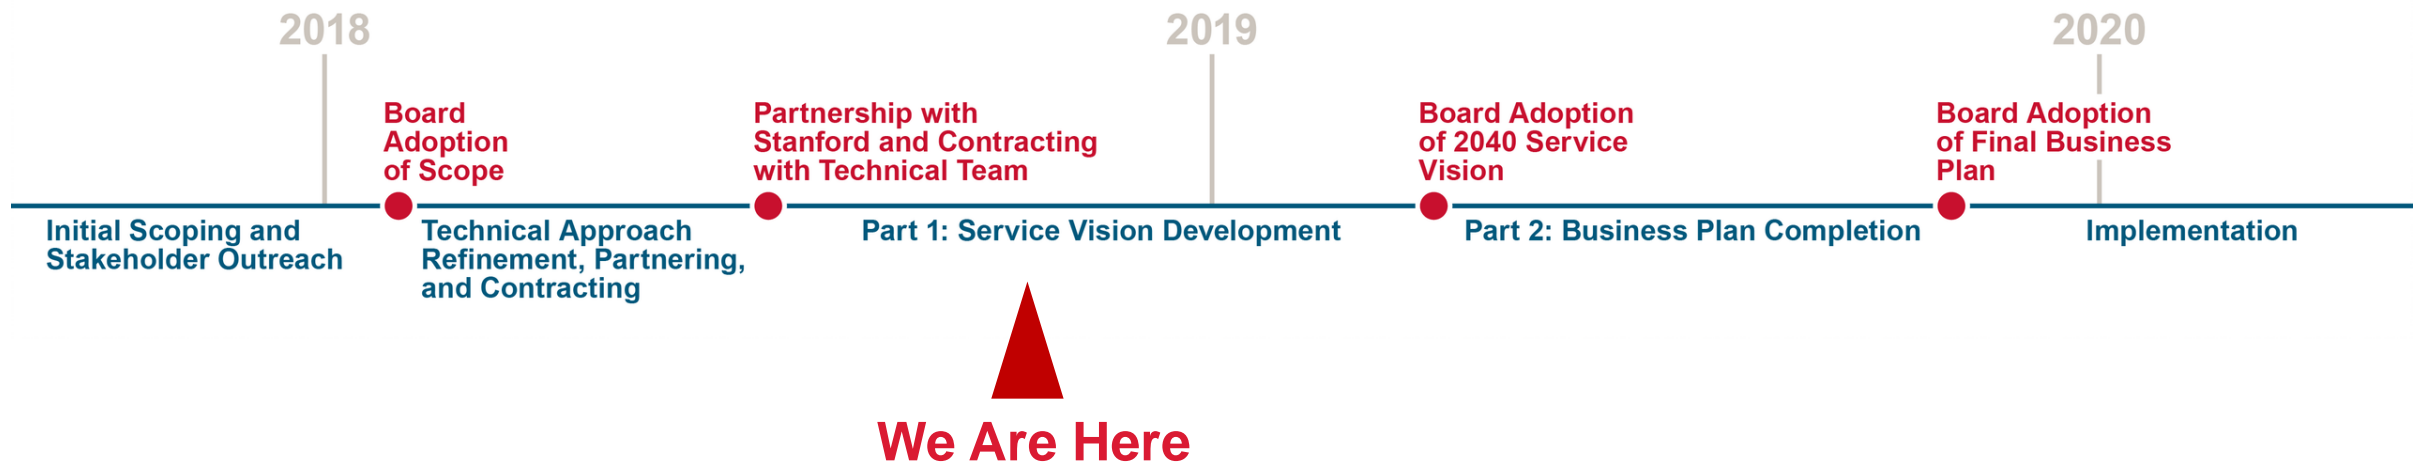 2018
2019
2020
Board
Adoption
of Scope
Partnership with
Stanford and Contracting
with Technical Team
Board Adoption
of 2040 Service
Vision
Board Adoption
of Final Business
Plan
Initial Scoping and
Stakeholder Outreach
Technical Approach
Refinement, Partnering,
and Contracting
Part 1: Service Vision Development
Part 2: Business Plan Completion
Implementation
We Are Here